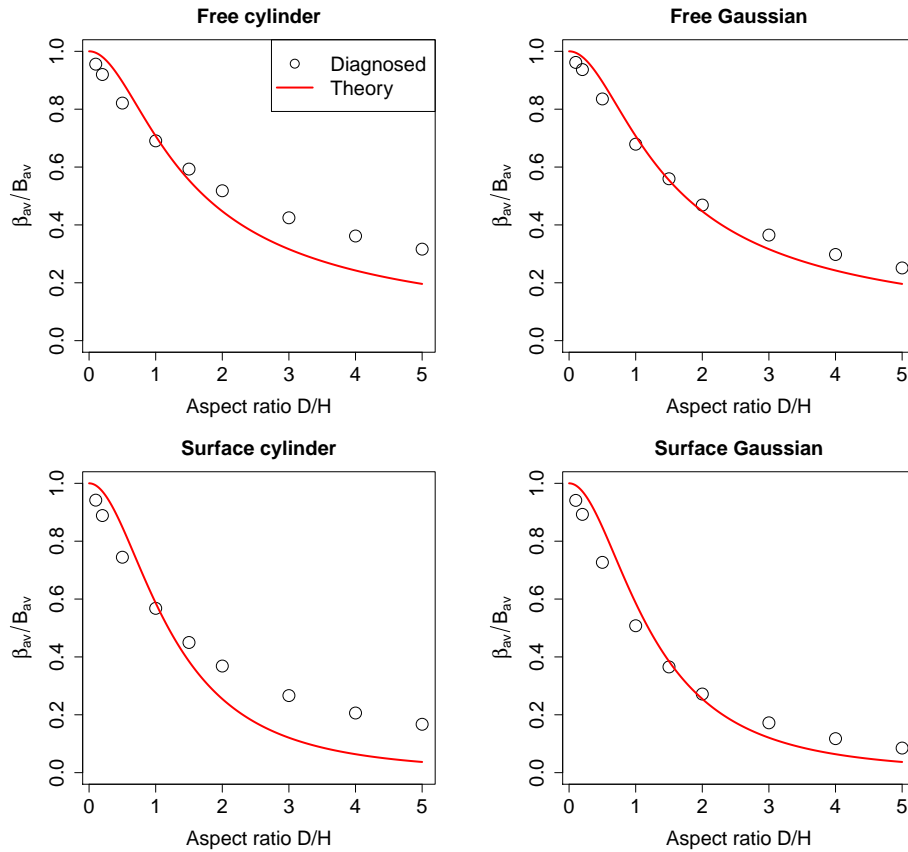 Free cylinder
Diagnosed
Theory
0.0 0.2 0.4 0.6 0.8 1.0
βav/Bav
0 1 2 3 4 5
Aspect ratio D/H
Free Gaussian
0.0 0.2 0.4 0.6 0.8 1.0
βav/Bav
0 1 2 3 4 5
Aspect ratio D/H
Surface cylinder
0.0 0.2 0.4 0.6 0.8 1.0
βav/Bav
0 1 2 3 4 5
Aspect ratio D/H
Surface Gaussian
0.0 0.2 0.4 0.6 0.8 1.0
βav/Bav
0 1 2 3 4 5
Aspect ratio D/H